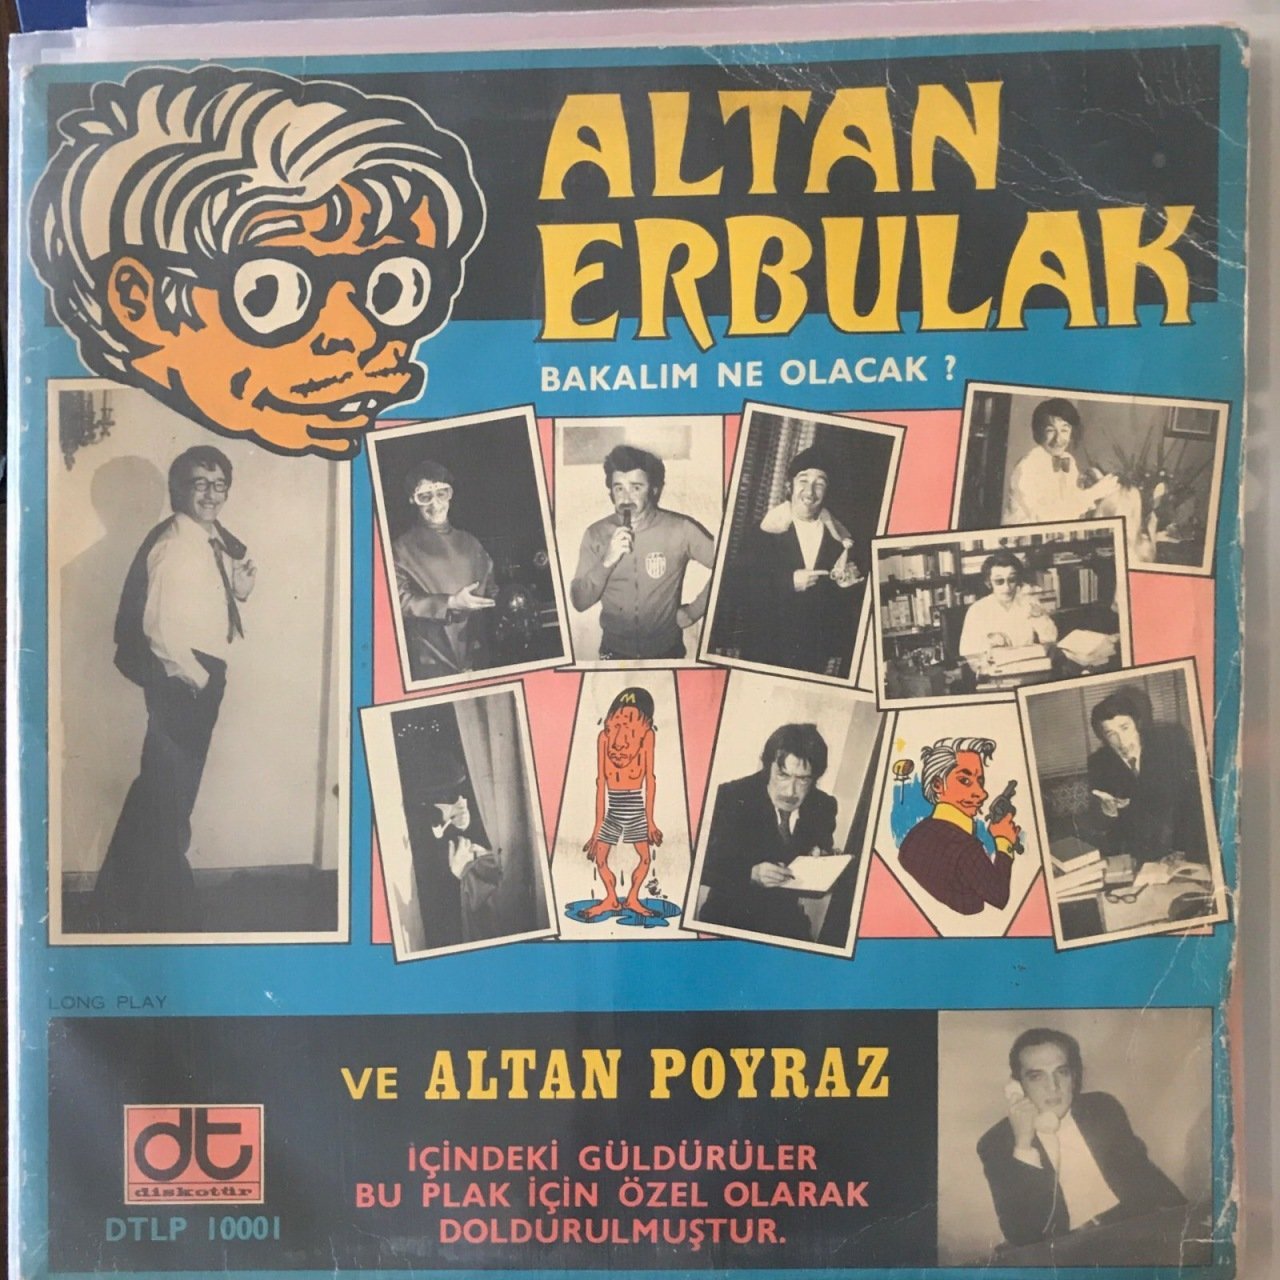 ALTAN
ERBULAK
BAKALIM NE OLACAK ?
M
LONG PLAY
VE ALTAN POYRAZ
dt
diskotür
DTLP 10001
İÇİNDEKİ GÜLDÜRÜLER
BU PLAK İÇİN ÖZEL OLARAK
DOLDURULMUŞTUR.